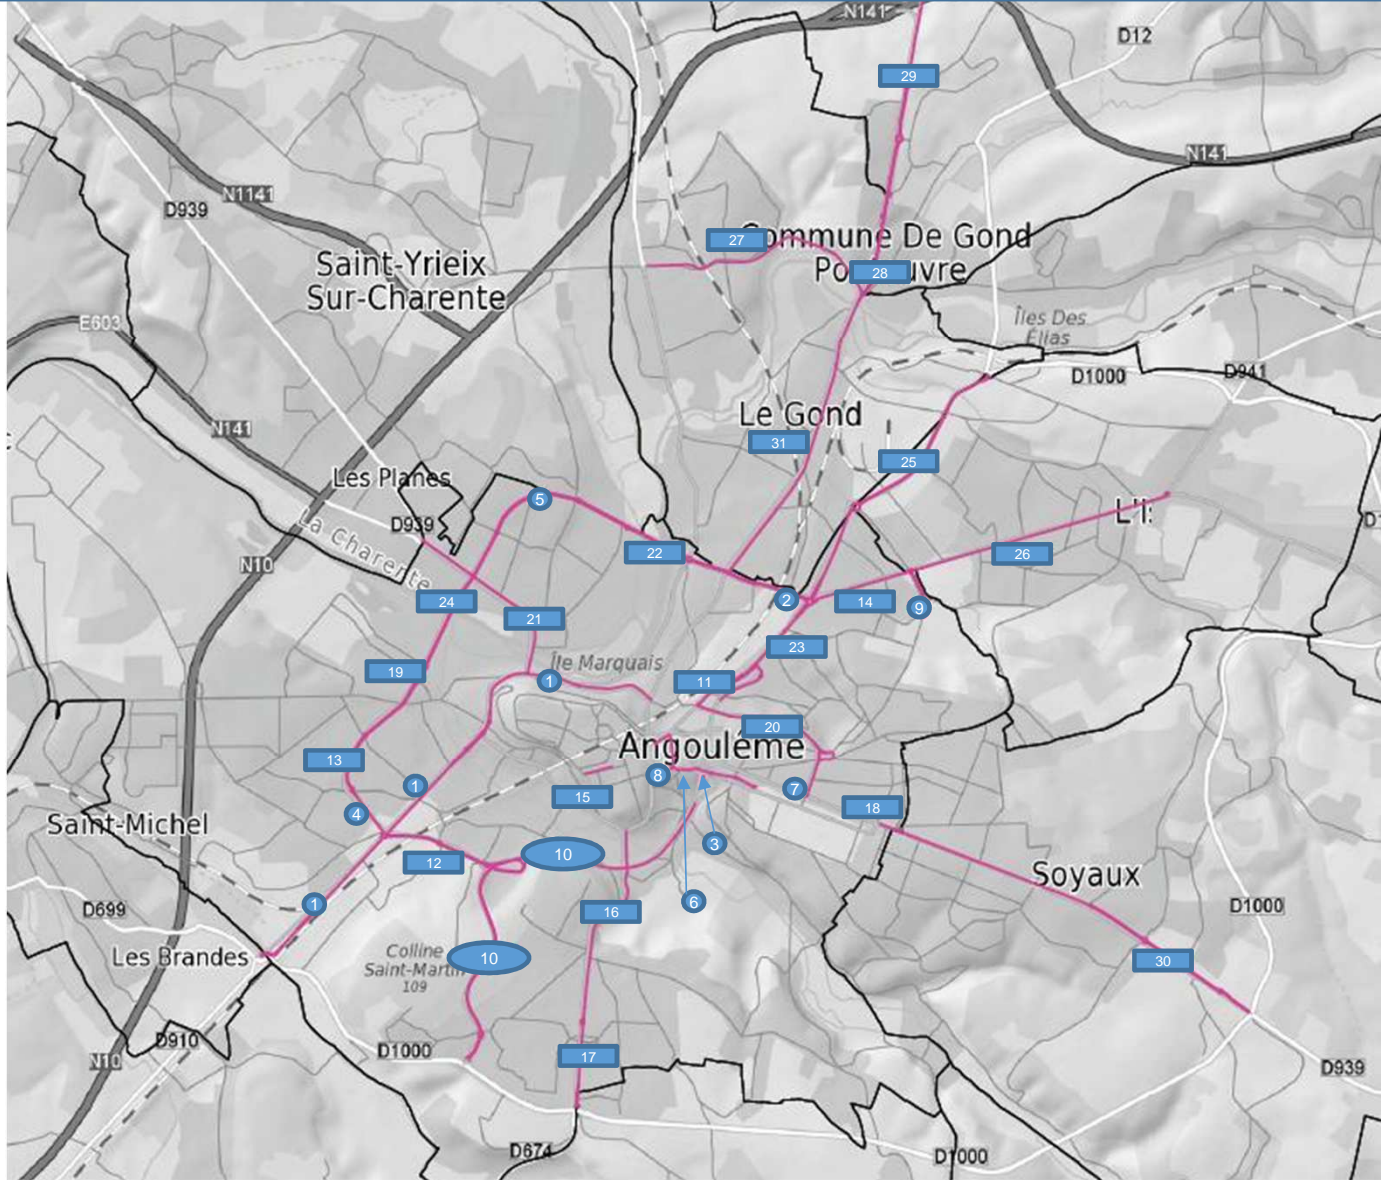 N141
D12
29
N141
N1141
D939
27
Commune De Gond
28
Saint-Yrieix
Sur-Charente
E603
Îles Des
Élias
D1000
D941
Le Gond
N141
31
25
Les Planes
5
D939
La Charente
22
26
N10
24
2
14
9
21
23
19
Île Marquais
1
11
20
Angoulême
13
8
1
15
7
18
4
Saint-Michel
3
12
10
Soyaux
1
6
16
D699
D1000
Les Brandes
Colline
Saint-Martin
109
10
30
D910
D1000
17
N10
D939
D674
D1000